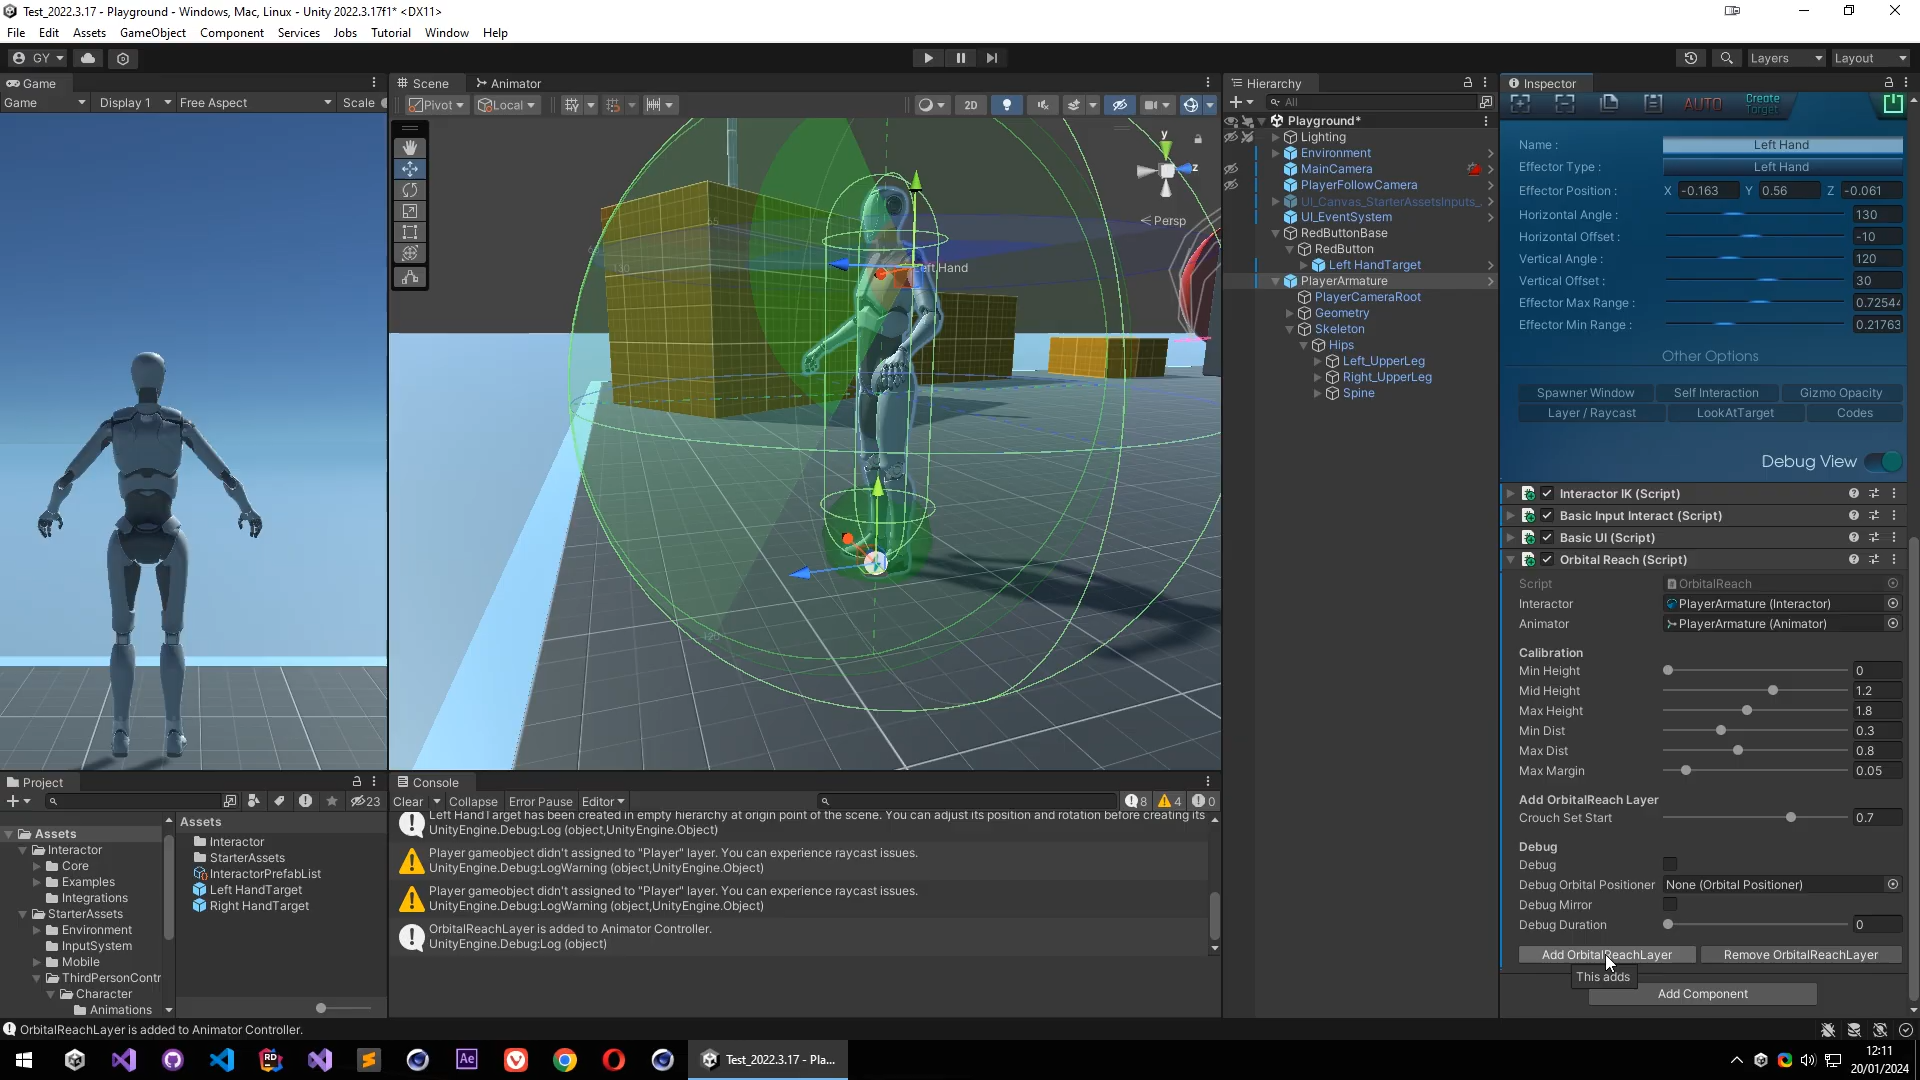 Test_2022.3.17 - Playground - Windows, Mac, Linux - Unity 2022.3.17f1* <DX11>
File Edit Assets GameObject Component Services Jobs Tutorial Window Help
GY Layers Layout
Game
Game Display 1 Free Aspect Scale
Scene Animator
Pivot Local 2D
y
z
Persp
Left Hand
65
130
120
Hierarchy
All
Playground*
Lighting
Environment
MainCamera
PlayerFollowCamera
UI_Canvas_StarterAssetsInputs_
UI_EventSystem
RedButtonBase
RedButton
Left HandTarget
PlayerArmature
PlayerCameraRoot
Geometry
Skeleton
Hips
Left_UpperLeg
Right_UpperLeg
Spine
Inspector
AUTO Create Target
Name : Left Hand
Effector Type : Left Hand
Effector Position : X -0.163 Y 0.56 Z -0.061
Horizontal Angle : 130
Horizontal Offset : -10
Vertical Angle : 120
Vertical Offset : 30
Effector Max Range : 0.7254
Effector Min Range : 0.21763
Other Options
Spawner Window Self Interaction Gizmo Opacity
Layer / Raycast LookAtTarget Codes
Debug View
Interactor IK (Script)
Basic Input Interact (Script)
Basic UI (Script)
Orbital Reach (Script)
Script OrbitalReach
Interactor PlayerArmature (Interactor)
Animator PlayerArmature (Animator)
Calibration
Min Height 0
Mid Height 1.2
Max Height 1.8
Min Dist 0.3
Max Dist 0.8
Max Margin 0.05
Add OrbitalReach Layer
Crouch Set Start 0.7
Debug
Debug
Debug Orbital Positioner None (Orbital Positioner)
Debug Mirror
Debug Duration 0
Add OrbitalReachLayer Remove OrbitalReachLayer
This adds
Add Component
Project
23
Assets
Interactor
Core
Examples
Integrations
StarterAssets
Environment
InputSystem
Mobile
ThirdPersonContr
Character
Animations
Assets
Interactor
StarterAssets
InteractorPrefabList
Left HandTarget
Right HandTarget
Console
Clear Collapse Error Pause Editor 8 4 0
Left HandTarget has been created in empty hierarchy at origin point of the scene. You can adjust its position and rotation before creating its
UnityEngine.Debug:Log (object,UnityEngine.Object)
Player gameobject didn't assigned to "Player" layer. You can experience raycast issues.
UnityEngine.Debug:LogWarning (object,UnityEngine.Object)
Player gameobject didn't assigned to "Player" layer. You can experience raycast issues.
UnityEngine.Debug:LogWarning (object,UnityEngine.Object)
OrbitalReachLayer is added to Animator Controller.
UnityEngine.Debug:Log (object)
OrbitalReachLayer is added to Animator Controller.
RD
Ae
Test_2022.3.17 - Pla...
12:11
20/01/2024